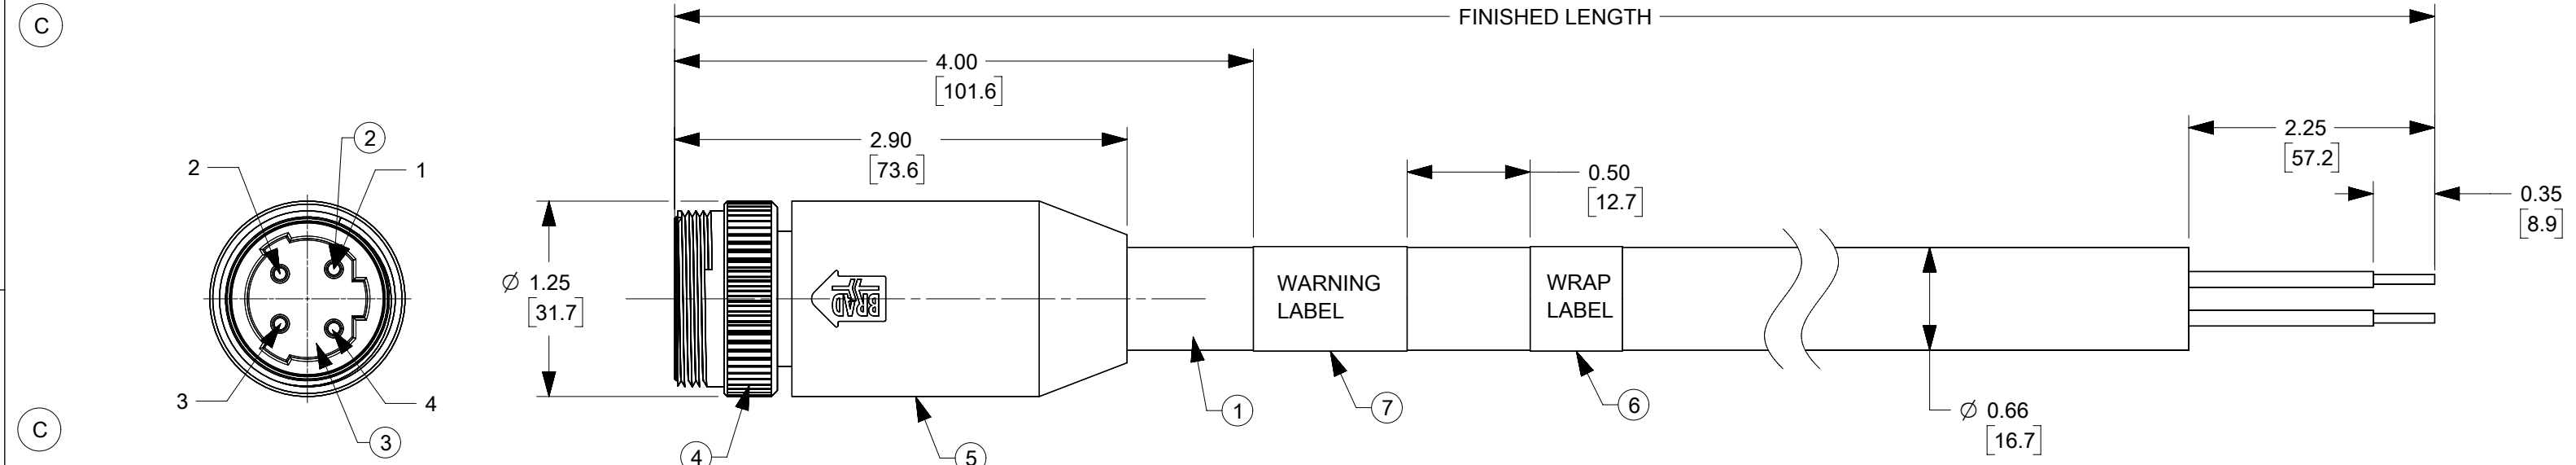 C
FINISHED LENGTH
4.00
[101.6]
2.90
[73.6]
2.25
[57.2]
0.50
[12.7]
0.35
[8.9]
2
2
1
Ø 1.25
[31.7]
BRAD
WARNING
LABEL
WRAP
LABEL
3
4
3
C
4
5
1
7
6
Ø 0.66
[16.7]